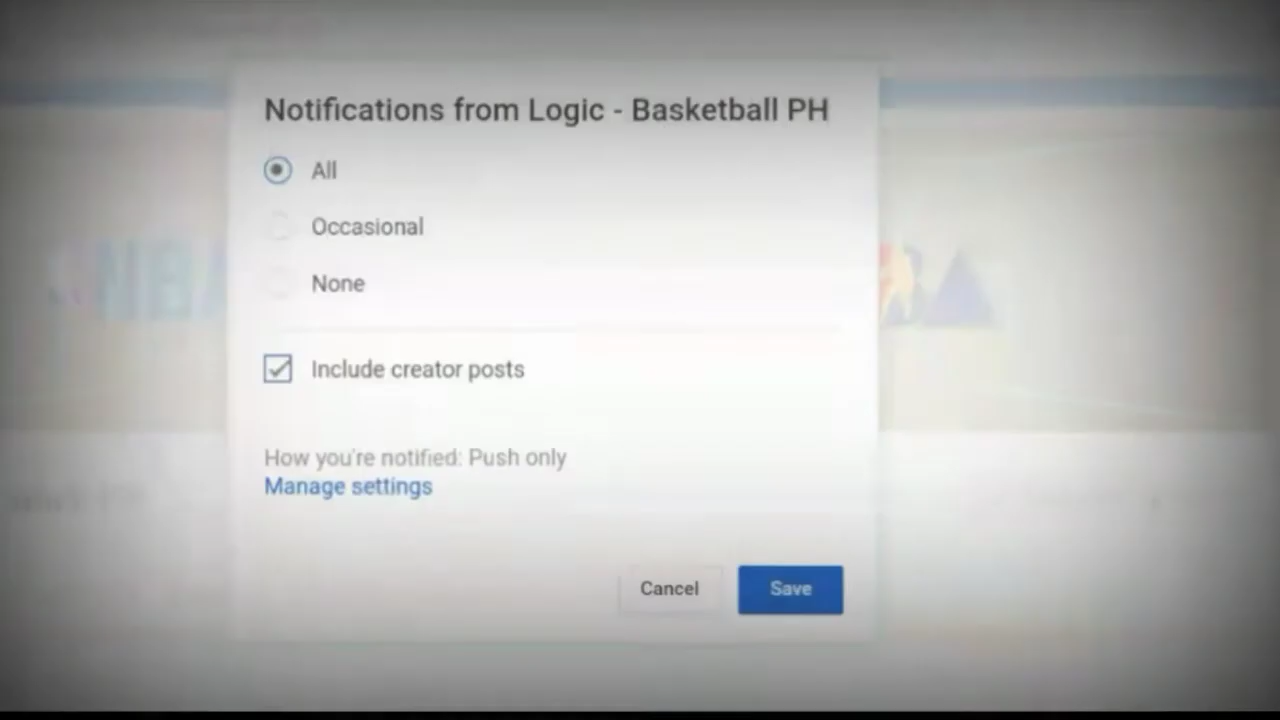 Notifications from Logic - Basketball PH
All
Occasional
None
Include creator posts
How you're notified: Push only
Manage settings
Cancel
Save